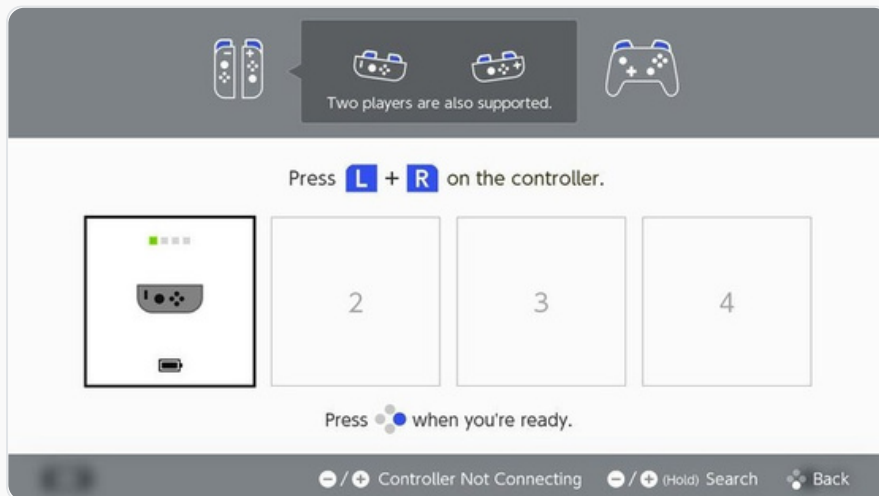 Two players are also supported.
Press L + R on the controller.
2
3
4
Press when you're ready.
-/+ Controller Not Connecting -/+ (Hold) Search Back